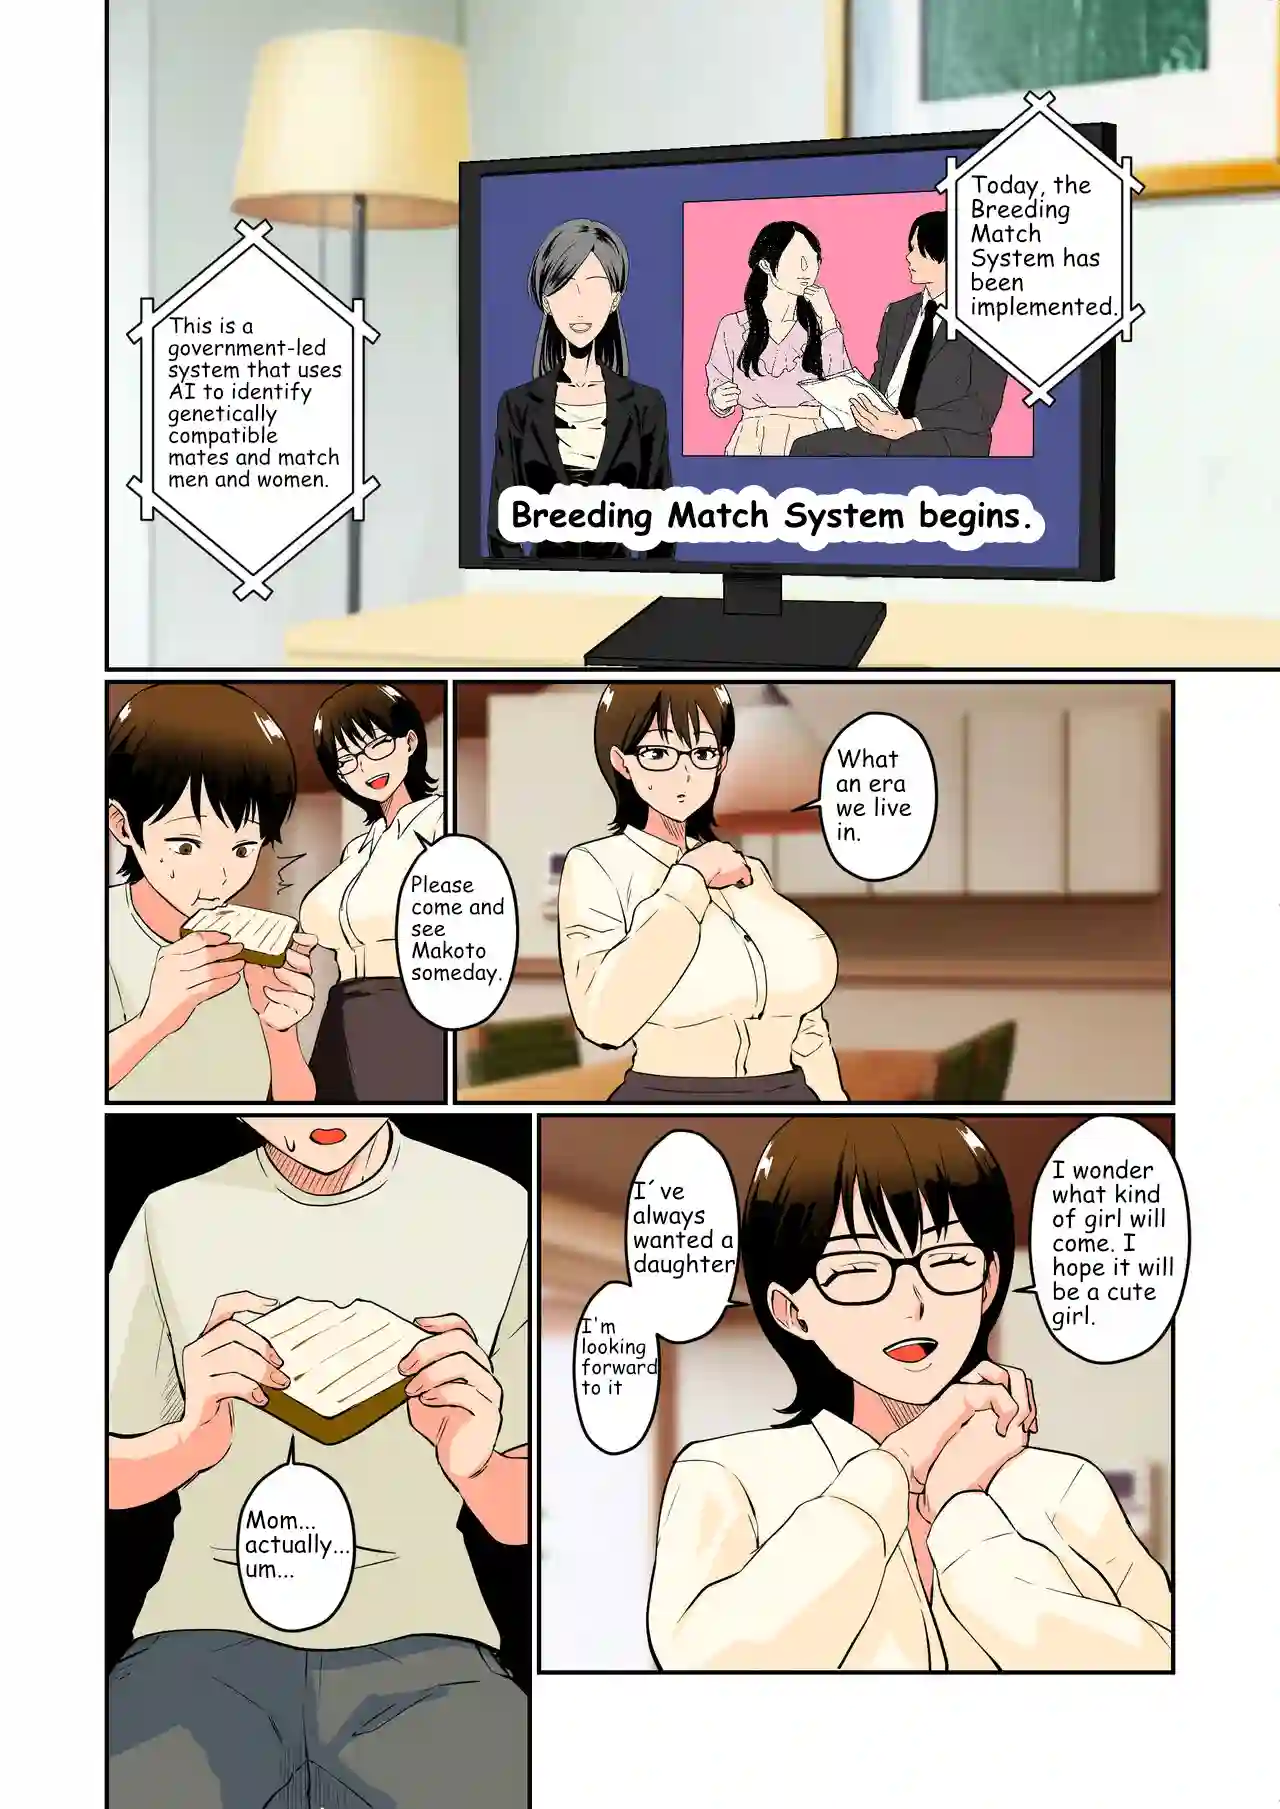 Today, the
Breeding
Match
System has
been
implemented.
This is a
government-led
system that uses
AI to identify
genetically
compatible
mates and match
men and women.
Breeding Match System begins.
What
an era
we live
in.
Please
come and
see
Makoto
someday.
I wonder
what kind
of girl will
come. I
hope it will
be a cute
girl.
I´ve
always
wanted a
daughter
I'm
looking
forward
to it
Mom...
actually...
um...